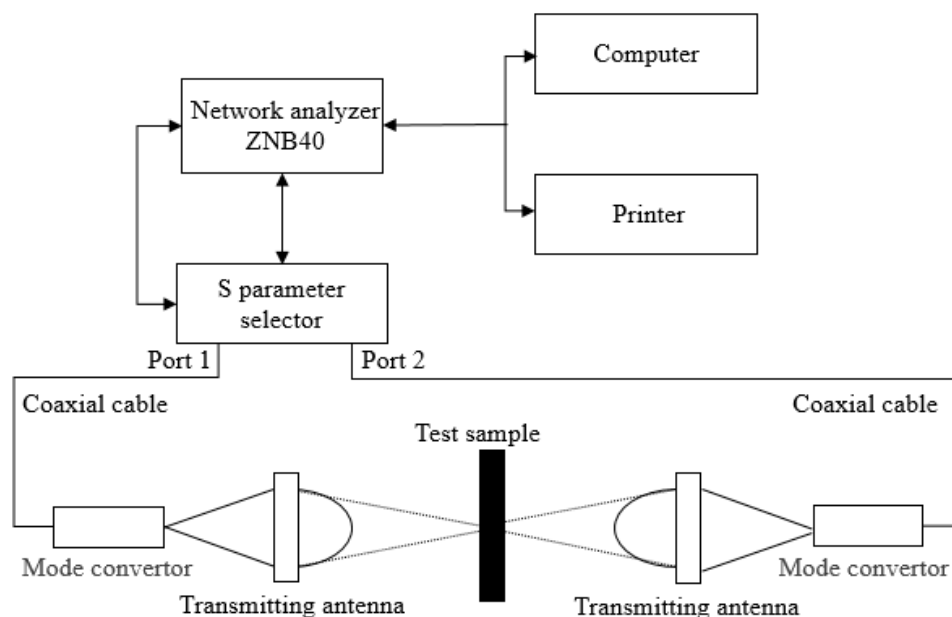 Computer
Network analyzer
ZNB40
Printer
S parameter
selector
Port 1
Port 2
Coaxial cable
Coaxial cable
Test sample
Mode convertor
Mode convertor
Transmitting antenna
Transmitting antenna